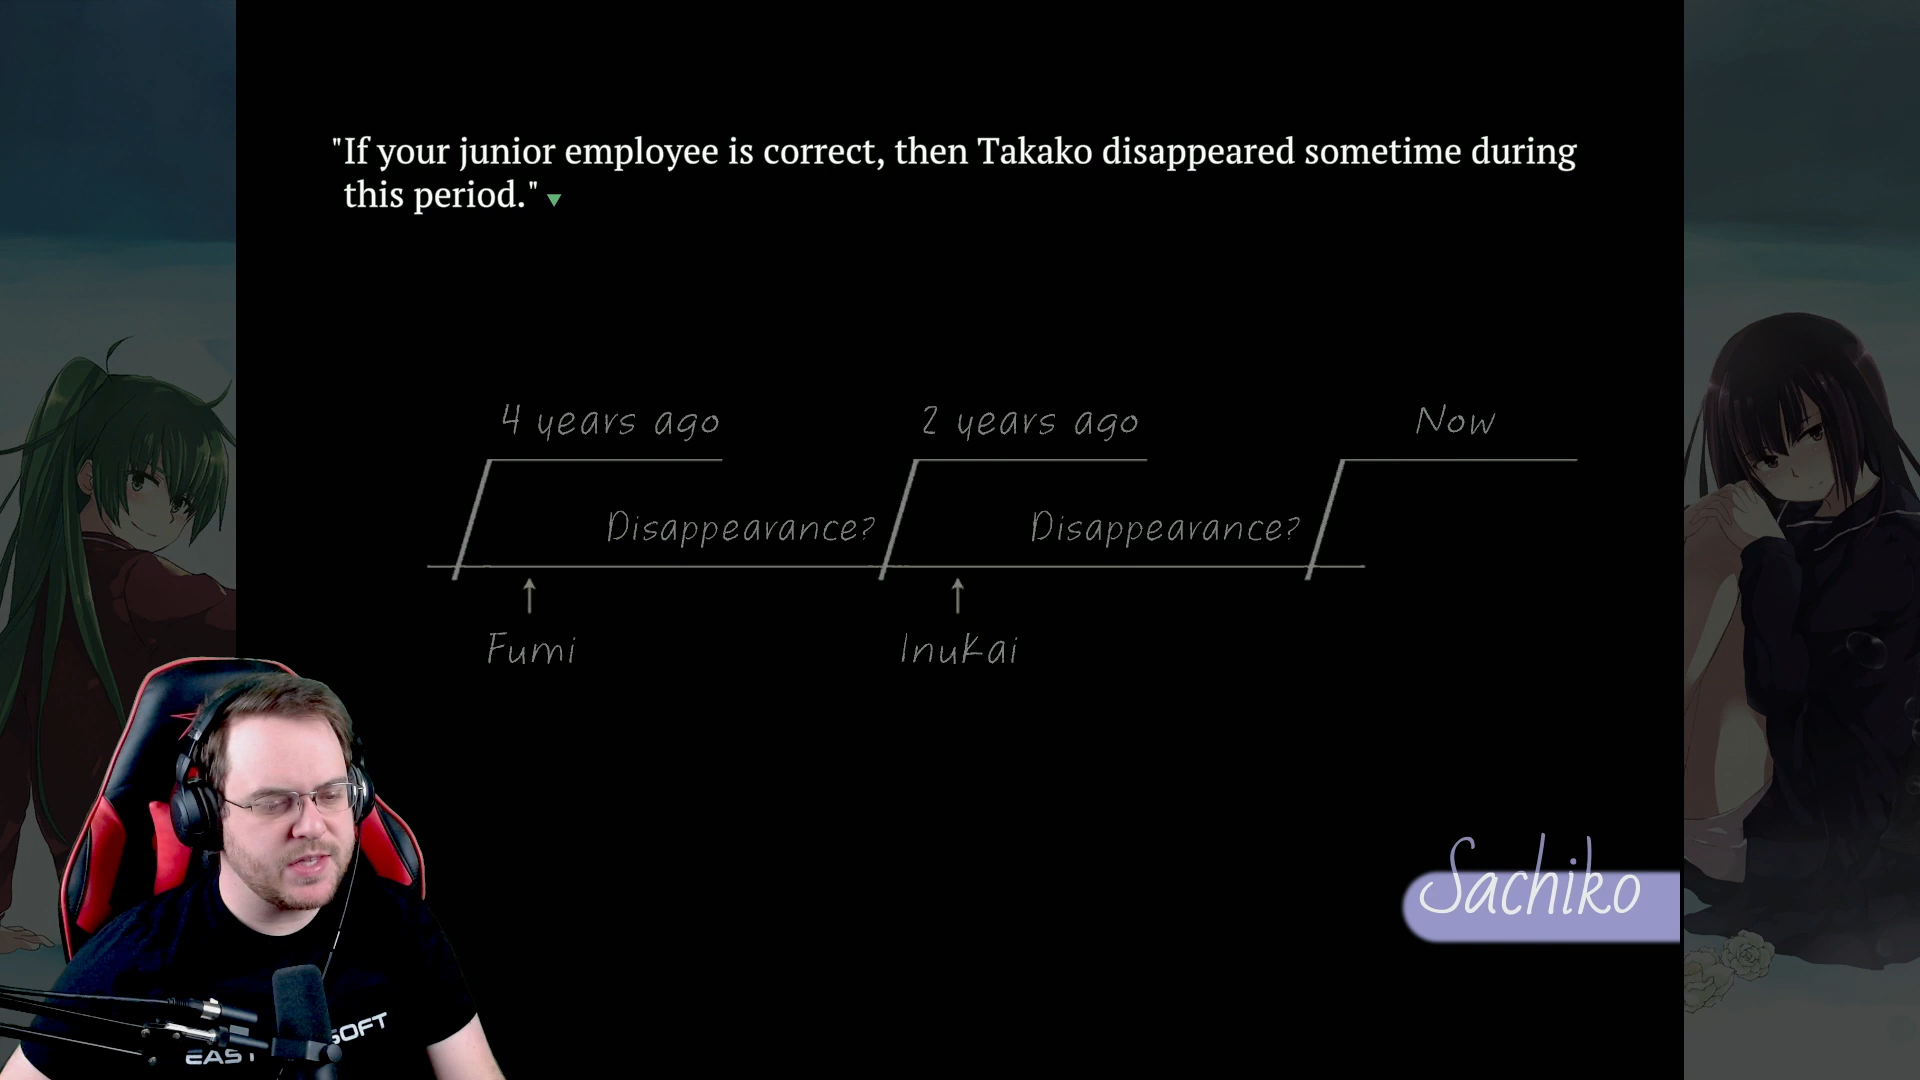 "If your junior employee is correct, then Takako disappeared sometime during
this period."
4 years ago
2 years ago
Now
Disappearance?
Disappearance?
Fumi
Inukai
Sachiko
EAST
SOFT